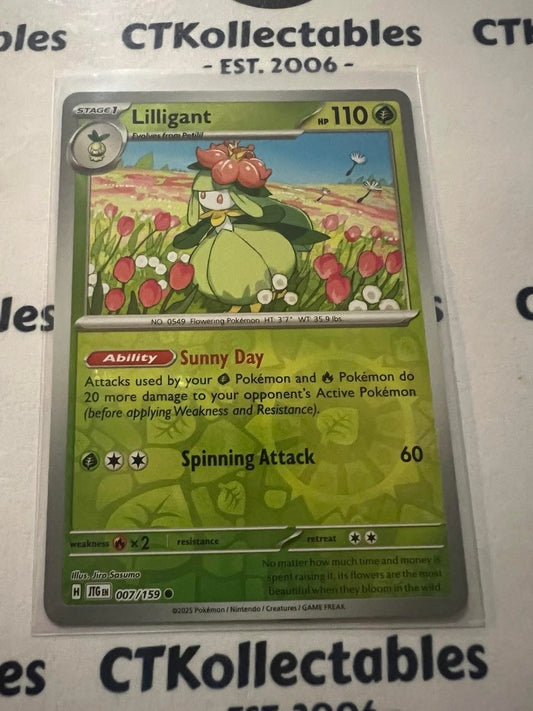 oles CTKollectables CTK
- EST. 2006 -
STAGE 1 Lilligant HP 110
Evolves from Petilil
les
NO. 0549 Flowering Pokémon HT: 3'7" WT: 35.9 lbs.
Ability Sunny Day
Attacks used by your Pokémon and Pokémon do
20 more damage to your opponent's Active Pokémon
(before applying Weakness and Resistance).
Spinning Attack 60
weakness ×2 resistance retreat
Illus. Jiro Sasumo
No matter how much time and money is
spent raising it, its flowers are the most
beautiful when they bloom in the wild.
H JTG EN 007/159
©2025 Pokémon / Nintendo / Creatures / GAME FREAK
es CTKollectables C